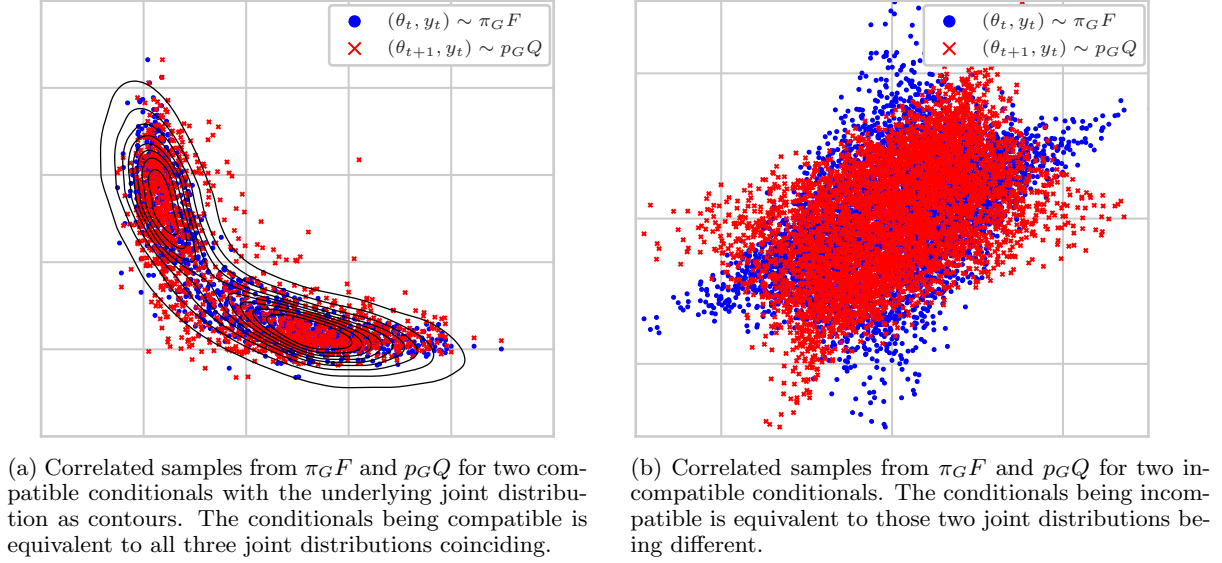 (θ_t, y_t) ∼ π_G F
(θ_{t+1}, y_t) ∼ p_G Q
(θ_t, y_t) ∼ π_G F
(θ_{t+1}, y_t) ∼ p_G Q
(a) Correlated samples from π_G F and p_G Q for two com-
patible conditionals with the underlying joint distribu-
tion as contours. The conditionals being compatible is
equivalent to all three joint distributions coinciding.
(b) Correlated samples from π_G F and p_G Q for two in-
compatible conditionals. The conditionals being incom-
patible is equivalent to those two joint distributions be-
ing different.